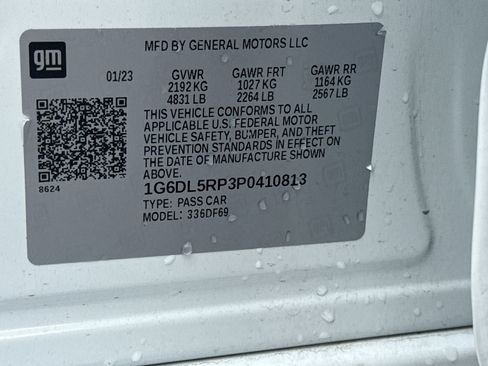 gm
MFD BY GENERAL MOTORS LLC
01/23 GVWR GAWR FRT GAWR RR
2192 KG 1027 KG 1164 KG
4831 LB 2264 LB 2567 LB
THIS VEHICLE CONFORMS TO ALL
APPLICABLE U.S. FEDERAL MOTOR
VEHICLE SAFETY, BUMPER, AND THEFT
PREVENTION STANDARDS IN EFFECT ON
THE DATE OF MANUFACTURE SHOWN
ABOVE.
8624
1G6DL5RP3P0410813
TYPE: PASS CAR
MODEL: 336DF69